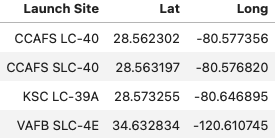 Launch Site Lat Long
CCAFS LC-40 28.562302 -80.577356
CCAFS SLC-40 28.563197 -80.576820
KSC LC-39A 28.573255 -80.646895
VAFB SLC-4E 34.632834 -120.610745